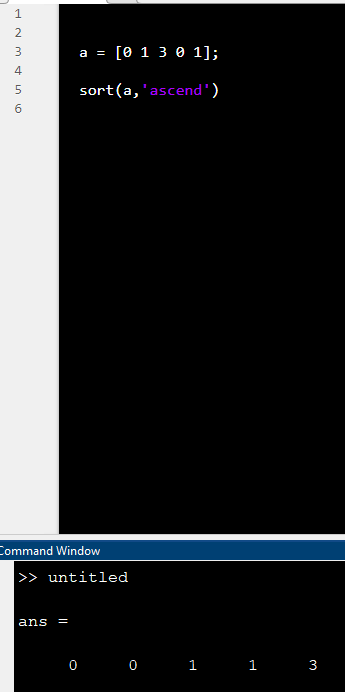 1
2
3 a = [0 1 3 0 1];
4
5 sort(a,'ascend')
6
Command Window
>> untitled
ans =
0 0 1 1 3